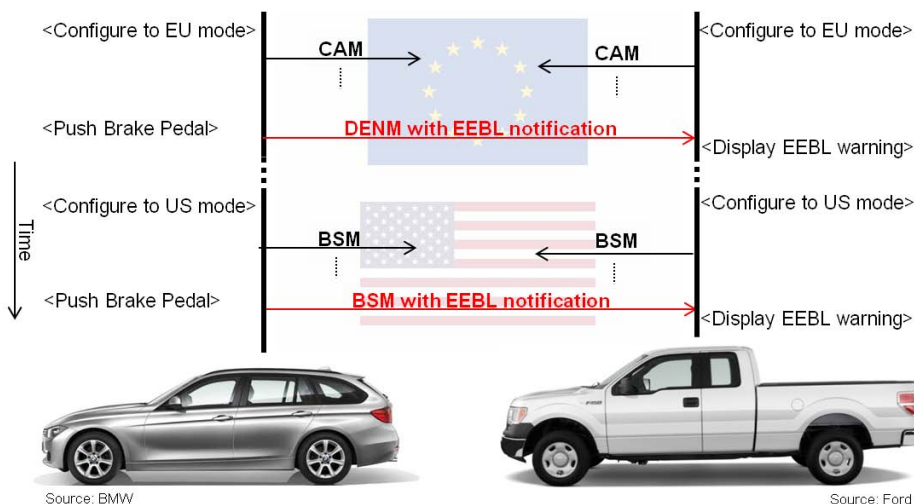 <Configure to EU mode>
<Configure to EU mode>
CAM
CAM
<Push Brake Pedal>
DENM with EEBL notification
<Display EEBL warning>
Time
<Configure to US mode>
<Configure to US mode>
BSM
BSM
<Push Brake Pedal>
BSM with EEBL notification
<Display EEBL warning>
Source: BMW
Source: Ford